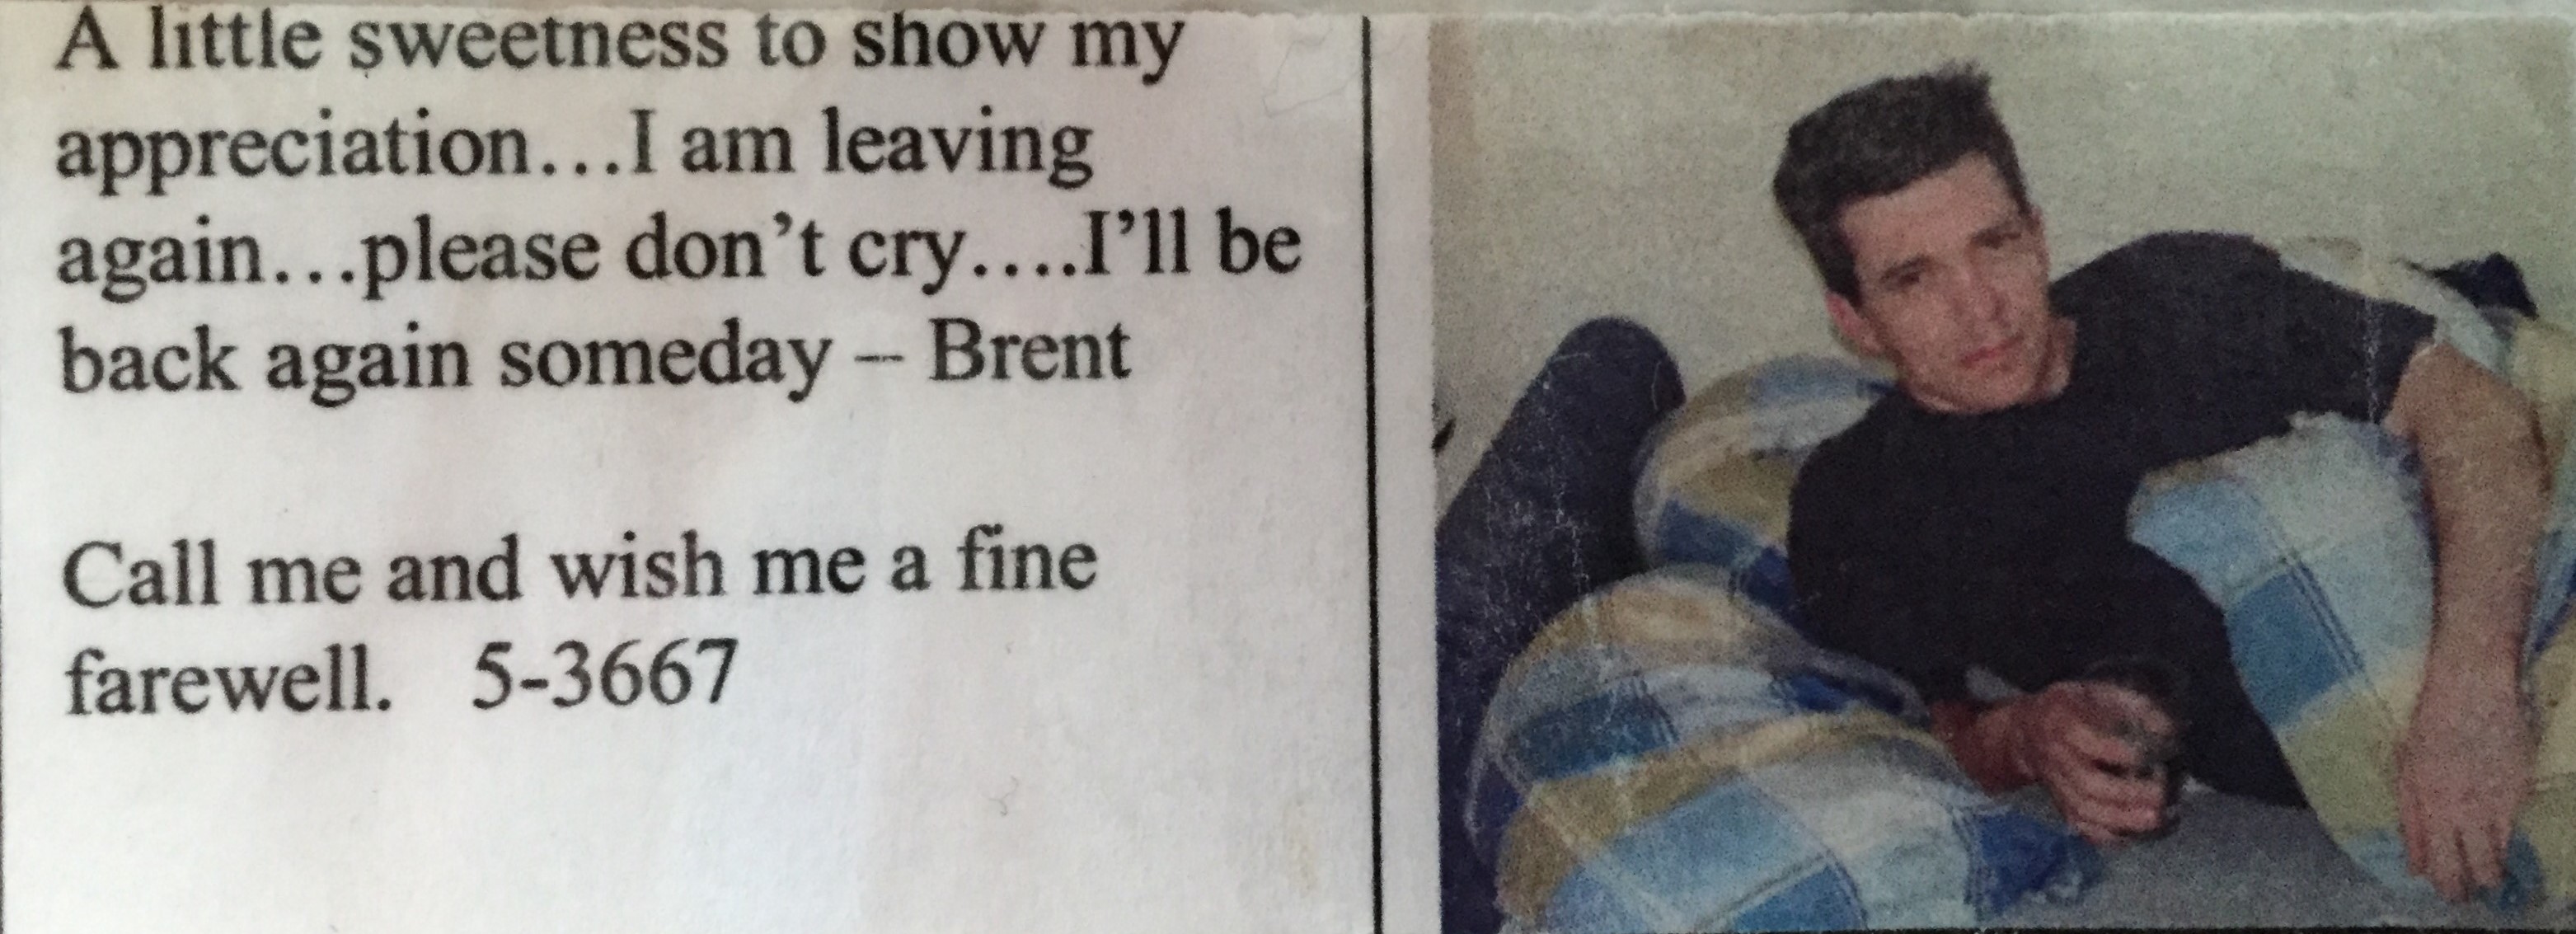 A little sweetness to show my
appreciation…I am leaving
again…please don’t cry….I’ll be
back again someday – Brent
Call me and wish me a fine
farewell.   5-3667